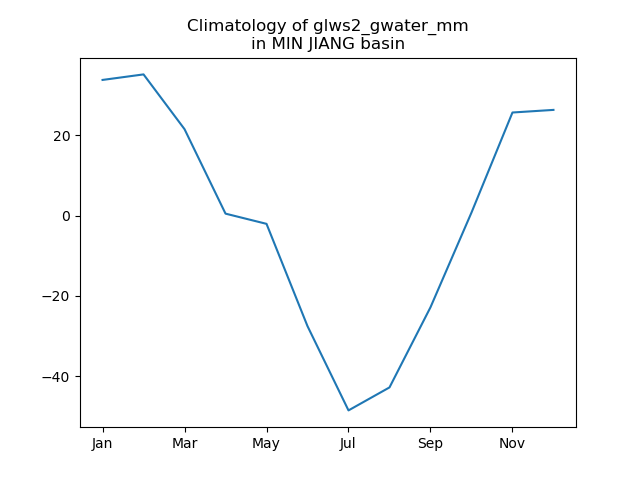 Climatology of glws2_gwater_mm
in MIN JIANG basin
20
0
−20
−40
Jan
Mar
May
Jul
Sep
Nov